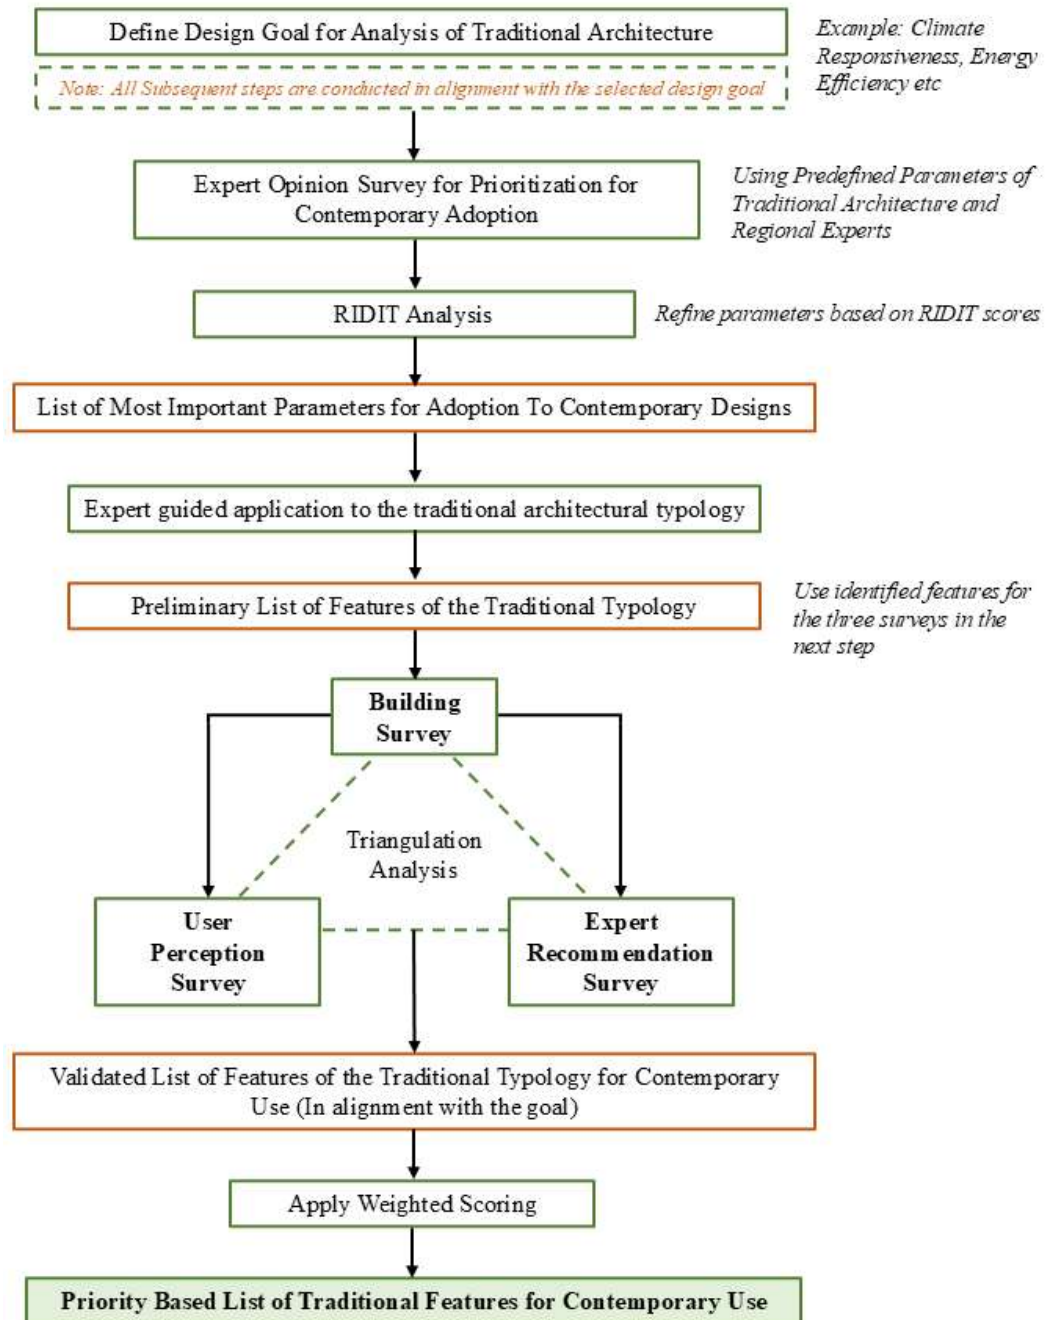 Define Design Goal for Analysis of Traditional Architecture
Example: Climate
Responsiveness, Energy
Efficiency etc
Note: All Subsequent steps are conducted in alignment with the selected design goal
Expert Opinion Survey for Prioritization for
Contemporary Adoption
Using Predefined Parameters of
Traditional Architecture and
Regional Experts
RIDIT Analysis
Refine parameters based on RIDIT scores
List of Most Important Parameters for Adoption To Contemporary Designs
Expert guided application to the traditional architectural typology
Preliminary List of Features of the Traditional Typology
Use identified features for
the three surveys in the
next step
Building
Survey
Triangulation
Analysis
User
Perception
Survey
Expert
Recommendation
Survey
Validated List of Features of the Traditional Typology for Contemporary
Use (In alignment with the goal)
Apply Weighted Scoring
Priority Based List of Traditional Features for Contemporary Use